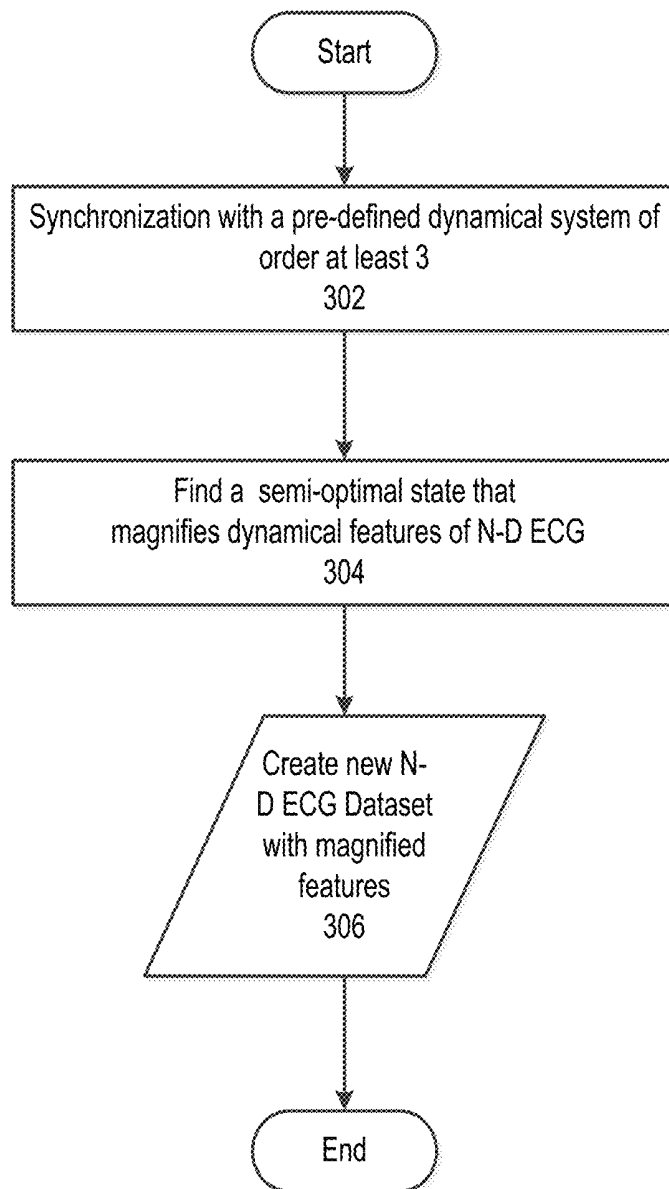 Start
Synchronization with a pre-defined dynamical system of
order at least 3
302
Find a semi-optimal state that
magnifies dynamical features of N-D ECG
304
Create new N-
D ECG Dataset
with magnified
features
306
End